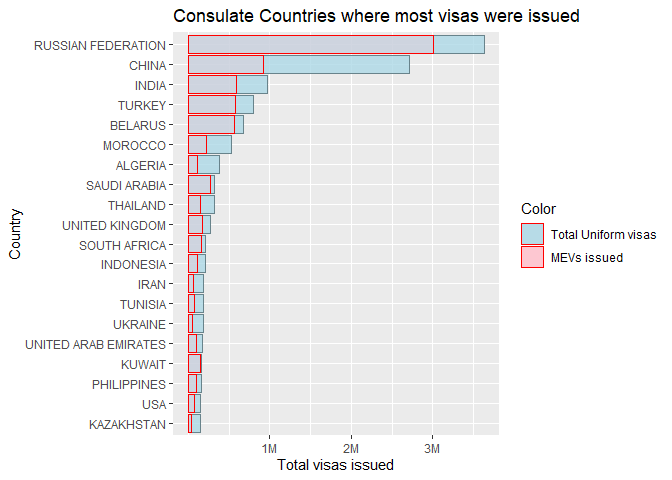 Consulate Countries where most visas were issued
RUSSIAN FEDERATION
CHINA
INDIA
TURKEY
BELARUS
MOROCCO
ALGERIA
SAUDI ARABIA
THAILAND
UNITED KINGDOM
SOUTH AFRICA
INDONESIA
IRAN
TUNISIA
UKRAINE
UNITED ARAB EMIRATES
KUWAIT
PHILIPPINES
USA
KAZAKHSTAN
Country
1M 2M 3M
Total visas issued
Color
Total Uniform visas
MEVs issued